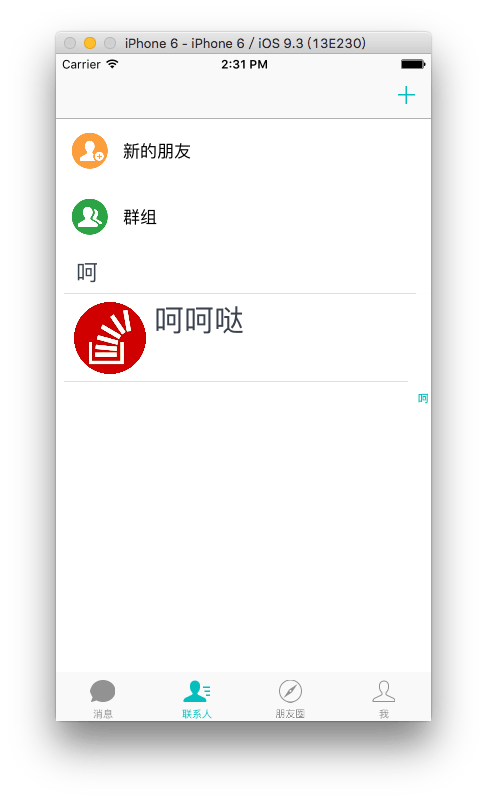 iPhone 6 - iPhone 6 / iOS 9.3 (13E230)
Carrier 2:31 PM
新的朋友
群组
呵
呵呵哒
呵
消息 联系人 朋友圈 我